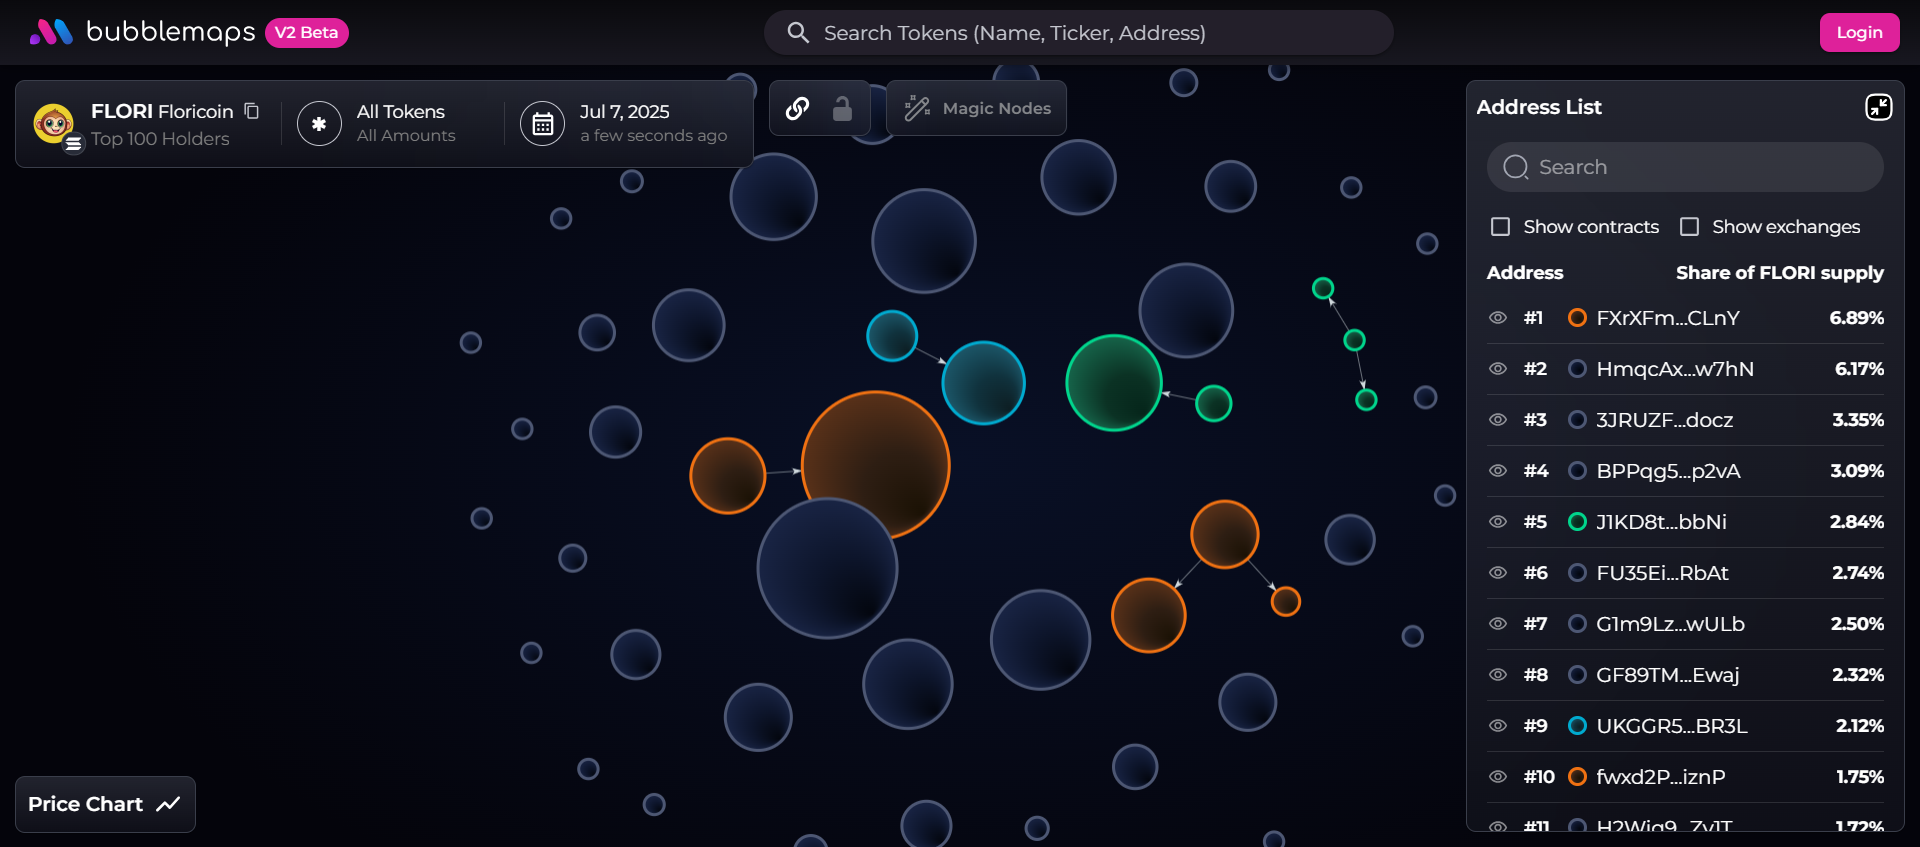 bubblemaps V2 Beta
Search Tokens (Name, Ticker, Address)
Login
FLORI Floricoin
Top 100 Holders
All Tokens
All Amounts
Jul 7, 2025
a few seconds ago
Magic Nodes
Address List
Search
Show contracts Show exchanges
Address Share of FLORI supply
#1 FXrXFm...CLnY 6.89%
#2 HmqcAx...w7hN 6.17%
#3 3JRUZF...docz 3.35%
#4 BPPqg5...p2vA 3.09%
#5 J1KD8t...bbNi 2.84%
#6 FU35Ei...RbAt 2.74%
#7 G1m9Lz...wULb 2.50%
#8 GF89TM...Ewaj 2.32%
#9 UKGGR5...BR3L 2.12%
#10 fwxd2P...iznP 1.75%
#11 1.72%
Price Chart